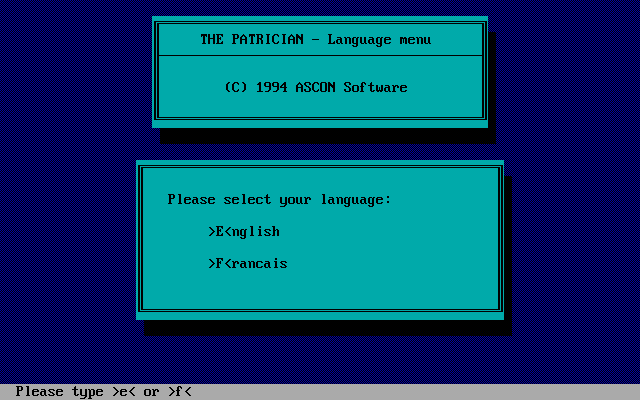 THE PATRICIAN - Language menu
(C) 1994 ASCON Software
Please select your language:
>E<nglish
>F<rancais
Please type >e< or >f<